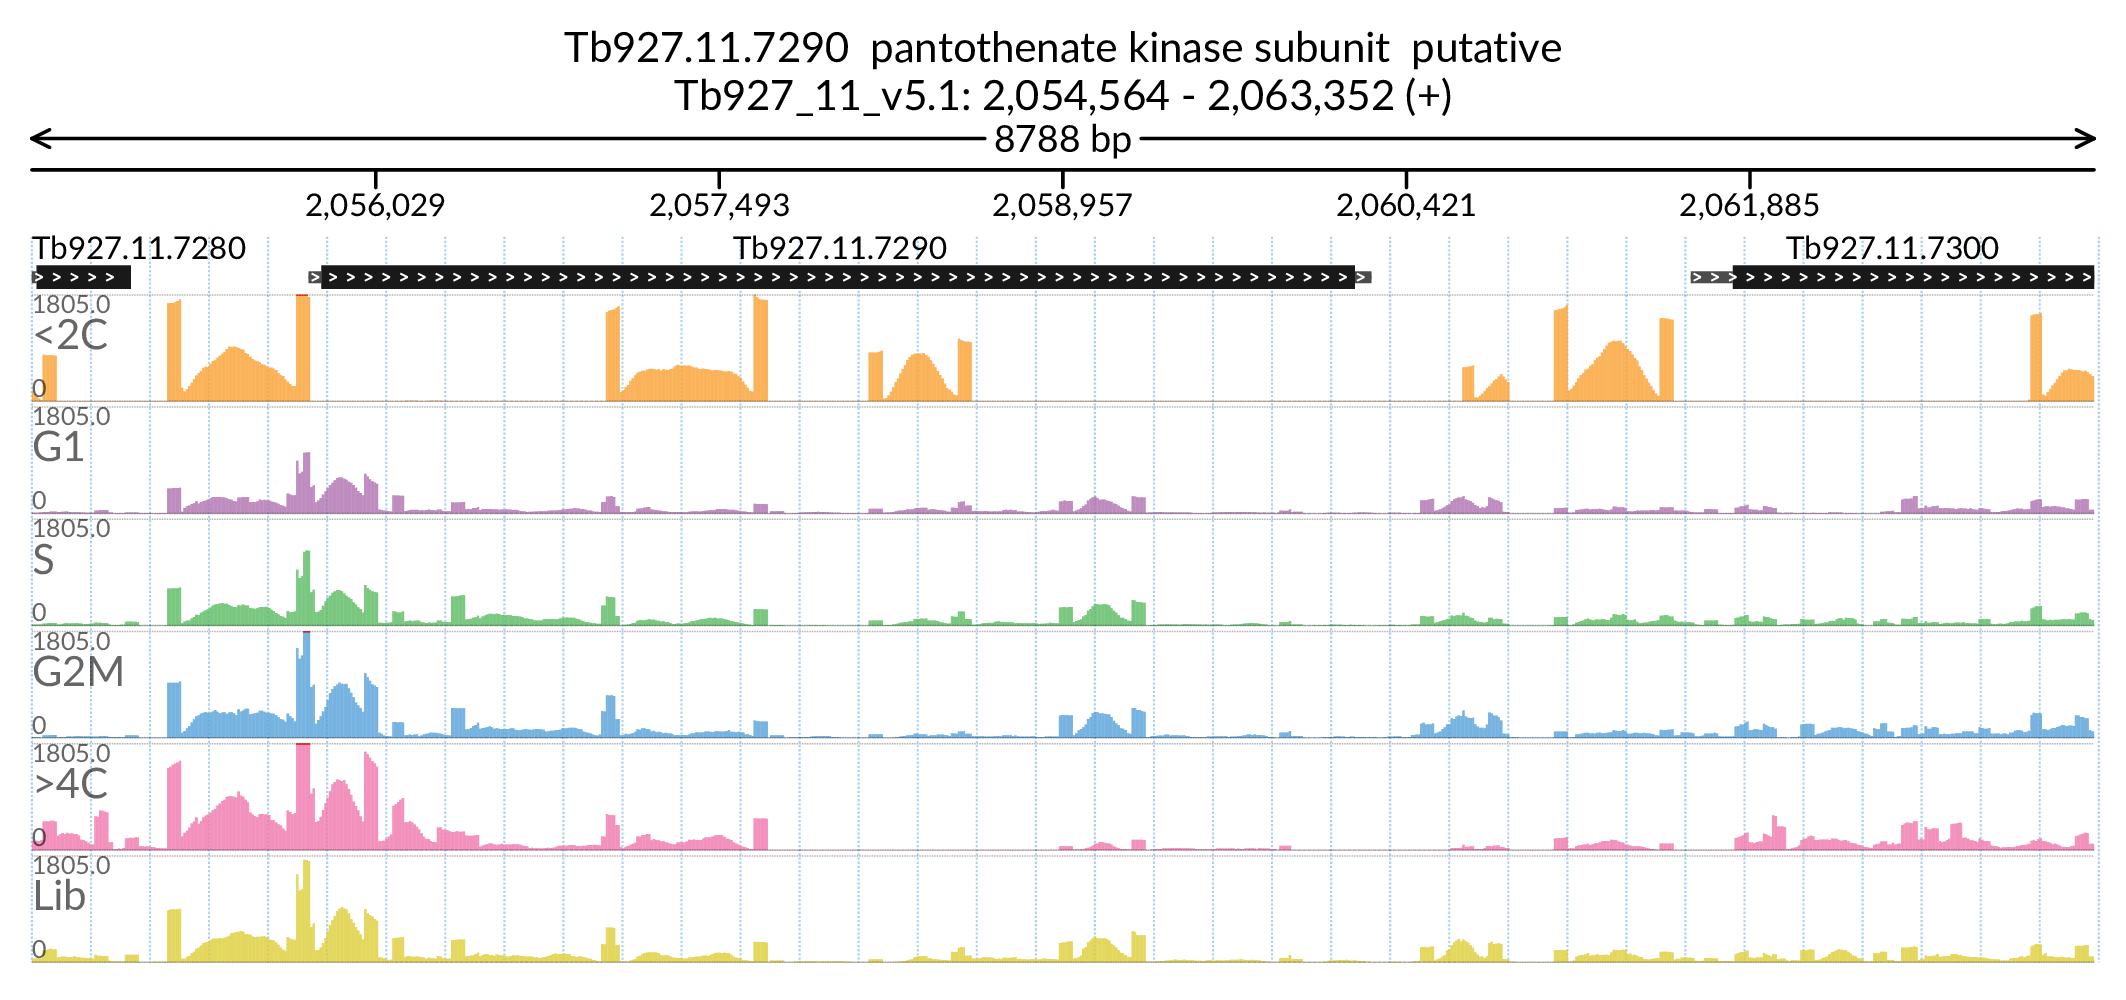 Tb927.11.7290 pantothenate kinase subunit putative
Tb927_11_v5.1: 2,054,564 - 2,063,352 (+)
8788 bp
2,056,029 2,057,493 2,058,957 2,060,421 2,061,885
Tb927.11.7280 Tb927.11.7290 Tb927.11.7300
1805.0
<2C
0
1805.0
G1
0
1805.0
S
0
1805.0
G2M
0
1805.0
>4C
0
1805.0
Lib
0